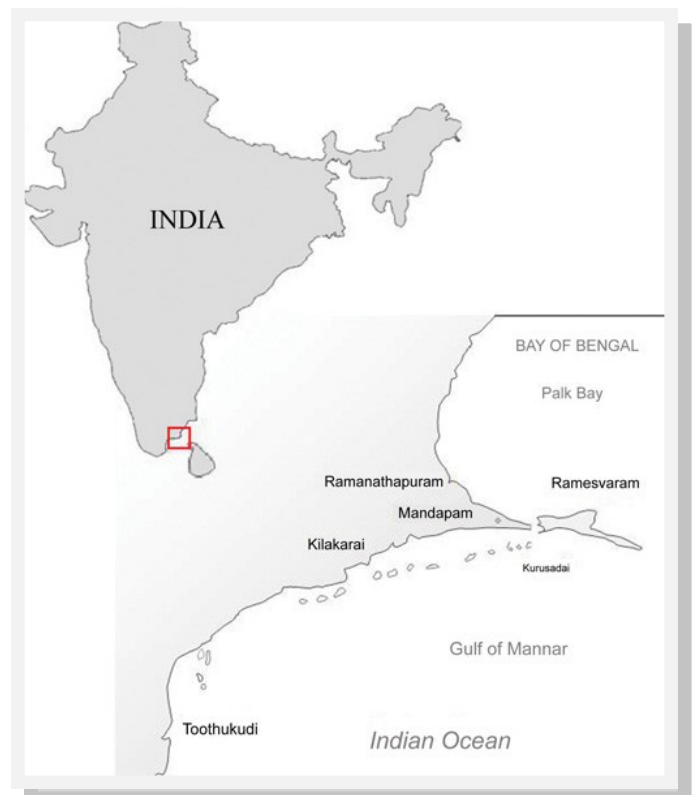 INDIA
BAY OF BENGAL
Palk Bay
Ramanathapuram
Ramesvaram
Mandapam
Kilakarai
Kurusadai
Gulf of Mannar
Toothukudi
Indian Ocean